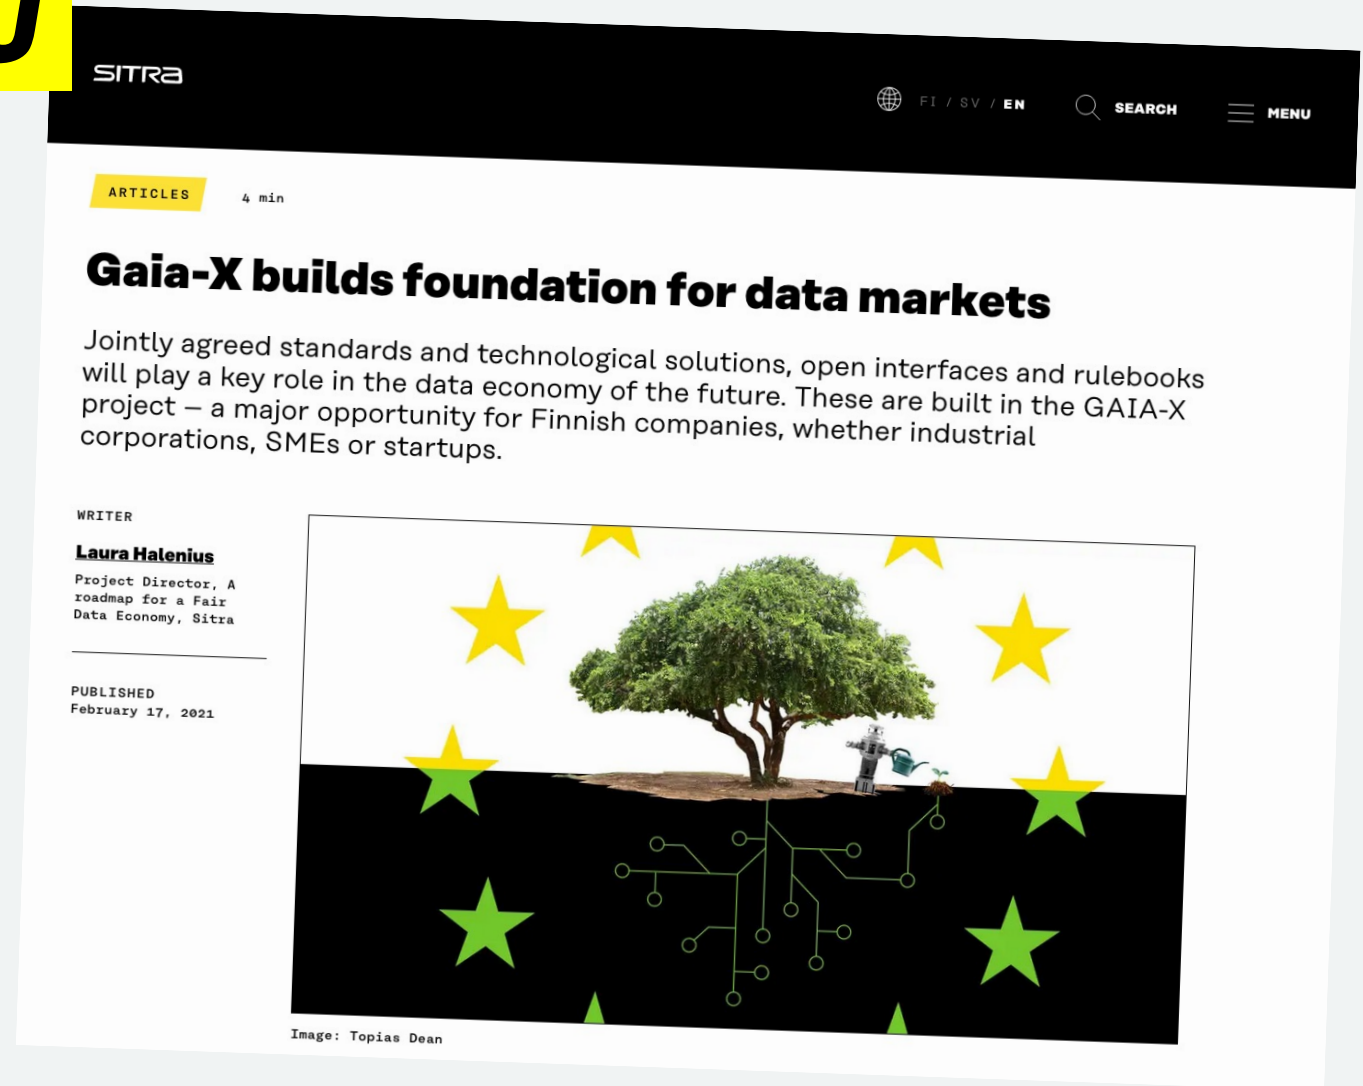 SITRA
FI / SV / EN
SEARCH
MENU
ARTICLES
4 min
Gaia-X builds foundation for data markets
Jointly agreed standards and technological solutions, open interfaces and rulebooks
will play a key role in the data economy of the future. These are built in the GAIA-X
project – a major opportunity for Finnish companies, whether industrial
corporations, SMEs or startups.
WRITER
Laura Halenius
Project Director, A
roadmap for a Fair
Data Economy, Sitra
PUBLISHED
February 17, 2021
Image: Topias Dean